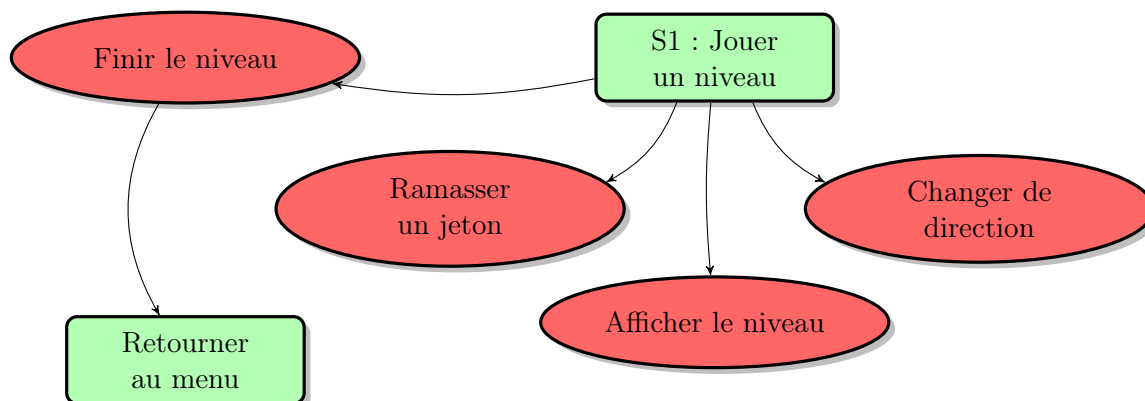 Finir le niveau
S1 : Jouer
un niveau
Ramasser
un jeton
Changer de
direction
Afficher le niveau
Retourner
au menu